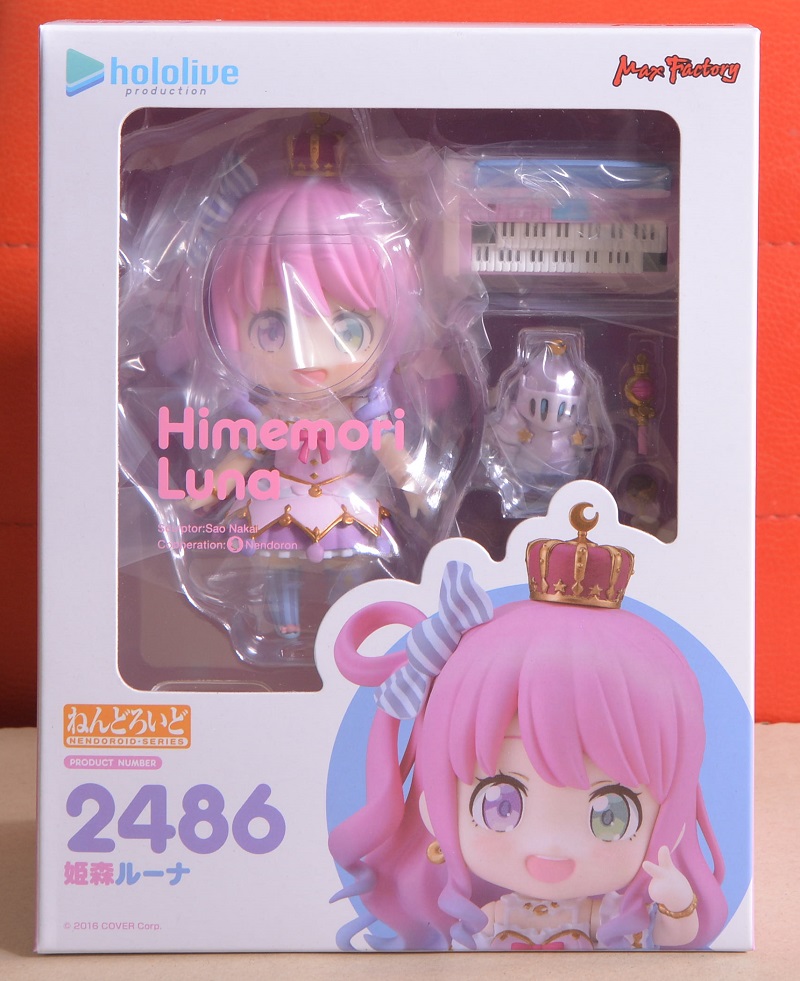 hololive
production
Max Factory
Himemori
Luna
Sculptor:Sao Nakai
Cooperation: Nendoron
ねんどろいど
NENDOROID-SERIES
PRODUCT NUMBER
2486
姫森ルーナ
© 2016 COVER Corp.